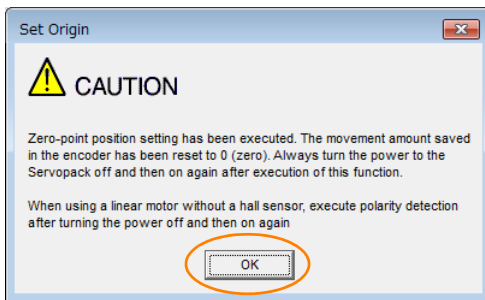 Set Origin
CAUTION
Zero-point position setting has been executed. The movement amount saved
in the encoder has been reset to 0 (zero). Always turn the power to the
Servopack off and then on again after execution of this function.
When using a linear motor without a hall sensor, execute polarity detection
after turning the power off and then on again
OK